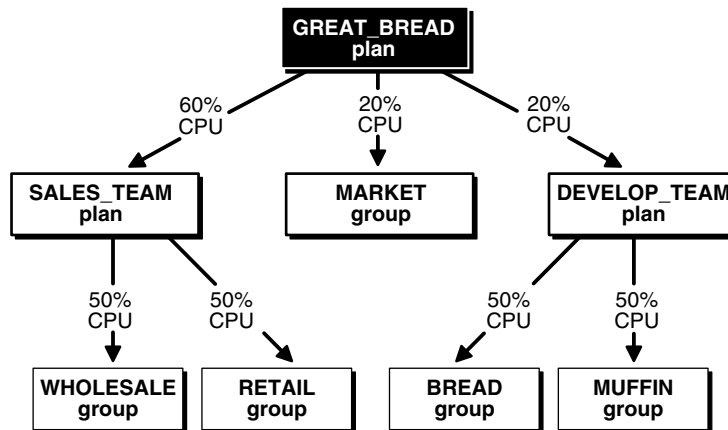 GREAT_BREAD
plan
60%
CPU
20%
CPU
20%
CPU
SALES_TEAM
plan
MARKET
group
DEVELOP_TEAM
plan
50%
CPU
50%
CPU
50%
CPU
50%
CPU
WHOLESALE
group
RETAIL
group
BREAD
group
MUFFIN
group